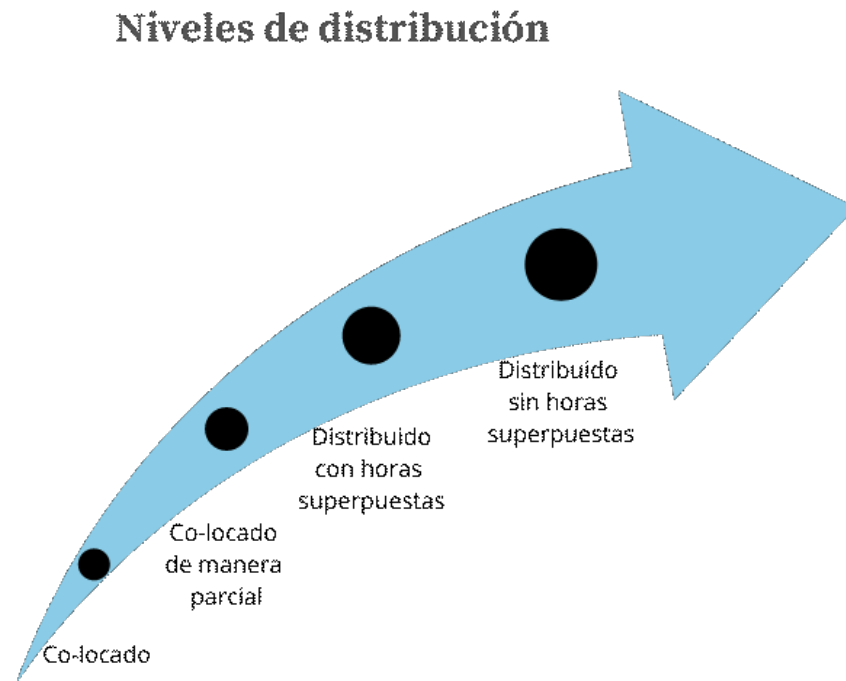 Niveles de distribución
Distribuido
sin horas
superpuestas
Distribuido
con horas
superpuestas
Co-locado
de manera
parcial
Co-locado